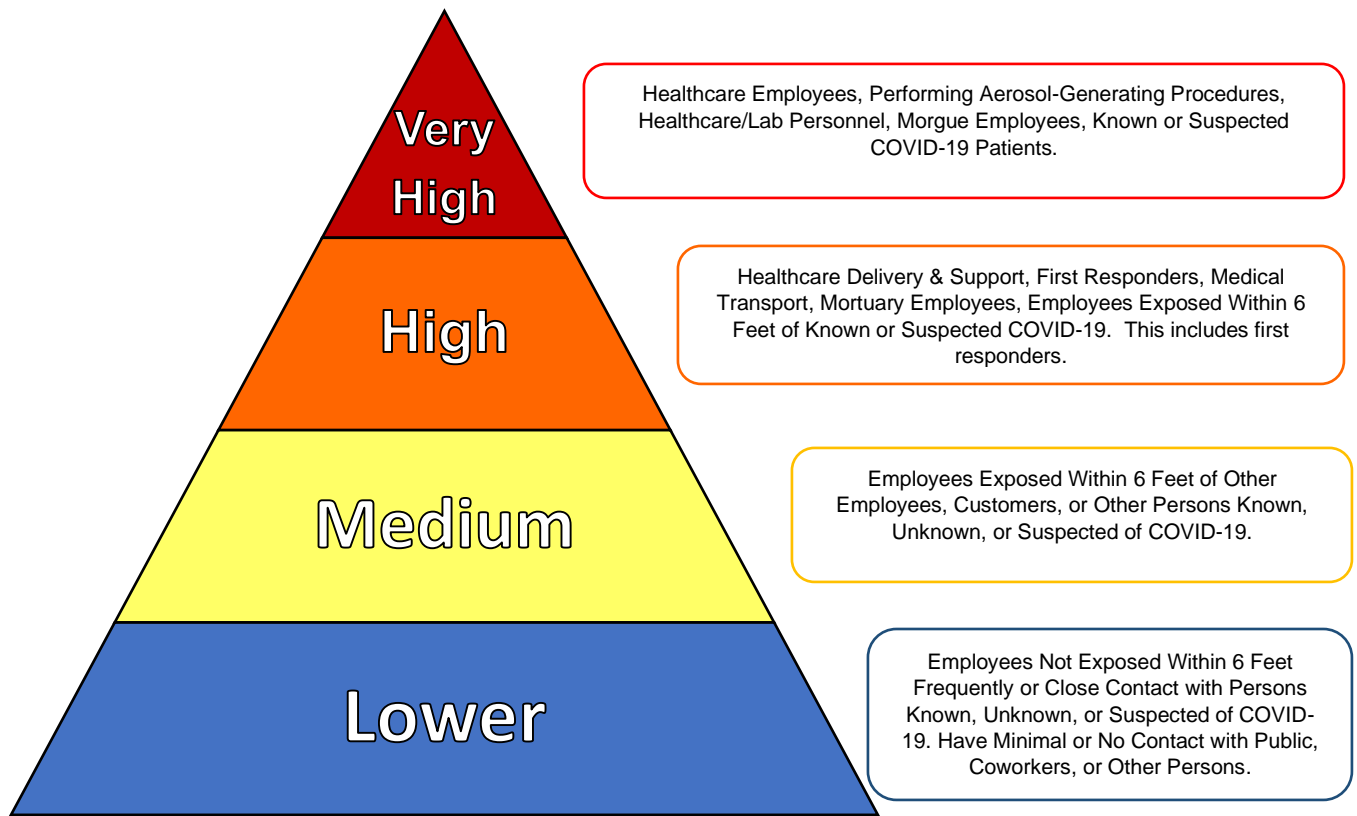 Very
High
Healthcare Employees, Performing Aerosol-Generating Procedures,
Healthcare/Lab Personnel, Morgue Employees, Known or Suspected
COVID-19 Patients.
High
Healthcare Delivery & Support, First Responders, Medical
Transport, Mortuary Employees, Employees Exposed Within 6
Feet of Known or Suspected COVID-19.  This includes first
responders.
Medium
Employees Exposed Within 6 Feet of Other
Employees, Customers, or Other Persons Known,
Unknown, or Suspected of COVID-19.
Lower
Employees Not Exposed Within 6 Feet
Frequently or Close Contact with Persons
Known, Unknown, or Suspected of COVID-
19. Have Minimal or No Contact with Public,
Coworkers, or Other Persons.